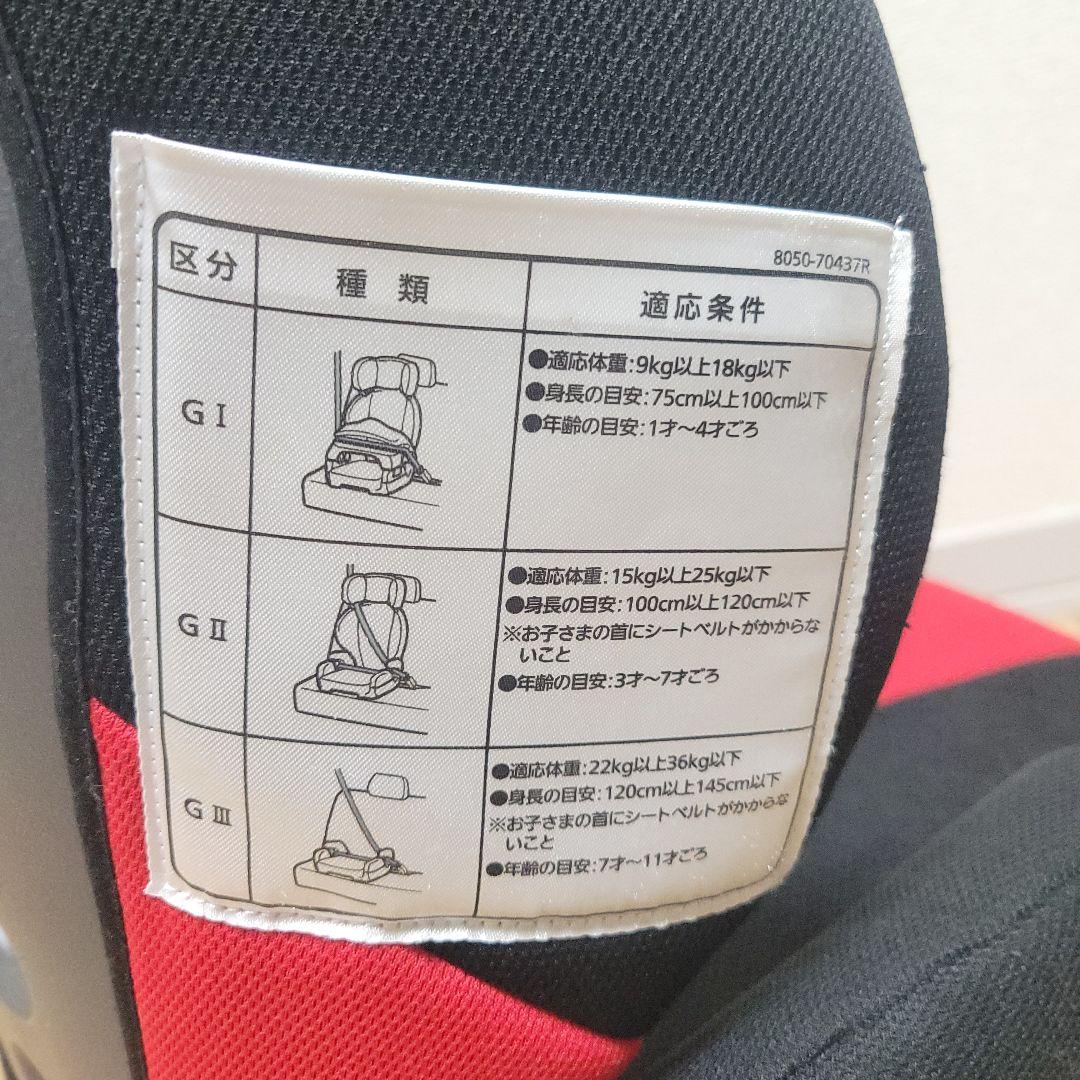 8050-70437R
区分 種類 適応条件
GⅠ
●適応体重:9kg以上18kg以下
●身長の目安:75cm以上100cm以下
●年齢の目安:1才〜4才ごろ
GⅡ
●適応体重:15kg以上25kg以下
●身長の目安:100cm以上120cm以下
※お子さまの首にシートベルトがかからな
いこと
●年齢の目安:3才〜7才ごろ
GⅢ
●適応体重:22kg以上36kg以下
●身長の目安:120cm以上145cm以下
※お子さまの首にシートベルトがかからな
いこと
●年齢の目安:7才〜11才ごろ